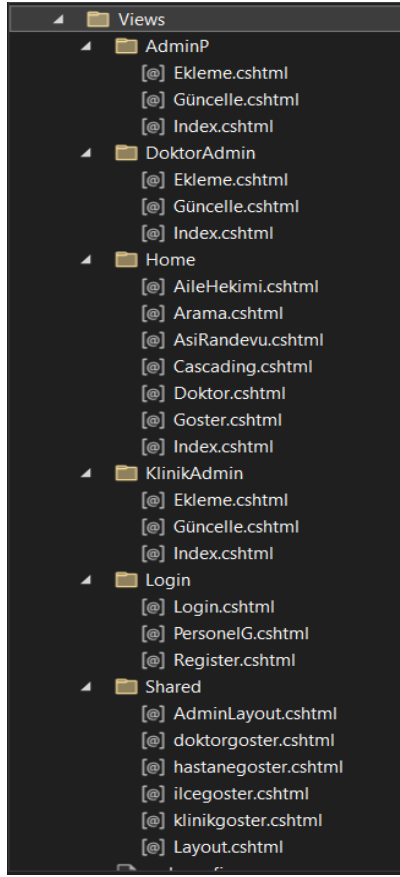 Views
AdminP
[@] Ekleme.cshtml
[@] Güncelle.cshtml
[@] Index.cshtml
DoktorAdmin
[@] Ekleme.cshtml
[@] Güncelle.cshtml
[@] Index.cshtml
Home
[@] AileHekimi.cshtml
[@] Arama.cshtml
[@] AsiRandevu.cshtml
[@] Cascading.cshtml
[@] Doktor.cshtml
[@] Goster.cshtml
[@] Index.cshtml
KlinikAdmin
[@] Ekleme.cshtml
[@] Güncelle.cshtml
[@] Index.cshtml
Login
[@] Login.cshtml
[@] PersonelG.cshtml
[@] Register.cshtml
Shared
[@] AdminLayout.cshtml
[@] doktorgoster.cshtml
[@] hastanegoster.cshtml
[@] ilcegoster.cshtml
[@] klinikgoster.cshtml
[@] Layout.cshtml